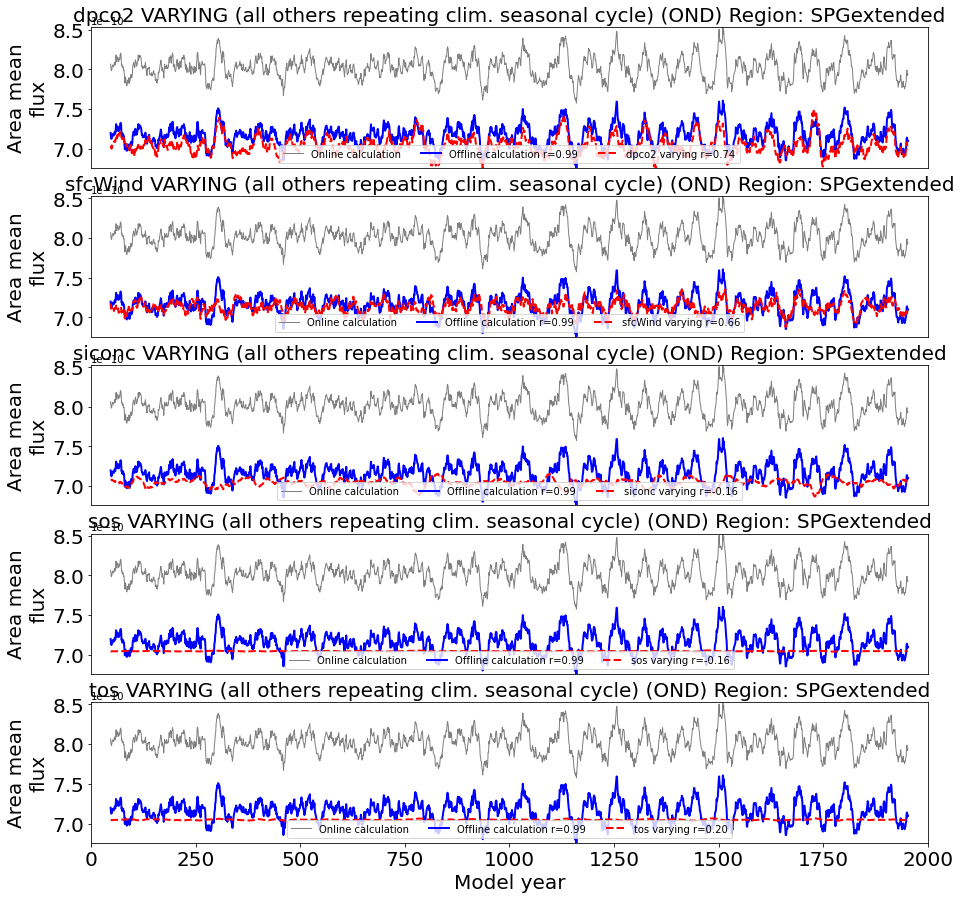 dpco2 VARYING (all others repeating clim. seasonal cycle) (OND) Region: SPGextended
1e−10
8.5
8.0
7.5
7.0
Area mean
flux
Online calculation Offline calculation r=0.99 dpco2 varying r=0.74
sfcWind VARYING (all others repeating clim. seasonal cycle) (OND) Region: SPGextended
1e−10
8.5
8.0
7.5
7.0
Area mean
flux
Online calculation Offline calculation r=0.99 sfcWind varying r=0.66
siconc VARYING (all others repeating clim. seasonal cycle) (OND) Region: SPGextended
1e−10
8.5
8.0
7.5
7.0
Area mean
flux
Online calculation Offline calculation r=0.99 siconc varying r=-0.16
sos VARYING (all others repeating clim. seasonal cycle) (OND) Region: SPGextended
1e−10
8.5
8.0
7.5
7.0
Area mean
flux
Online calculation Offline calculation r=0.99 sos varying r=-0.16
tos VARYING (all others repeating clim. seasonal cycle) (OND) Region: SPGextended
1e−10
8.5
8.0
7.5
7.0
Area mean
flux
Online calculation Offline calculation r=0.99 tos varying r=0.20
0 250 500 750 1000 1250 1500 1750 2000
Model year